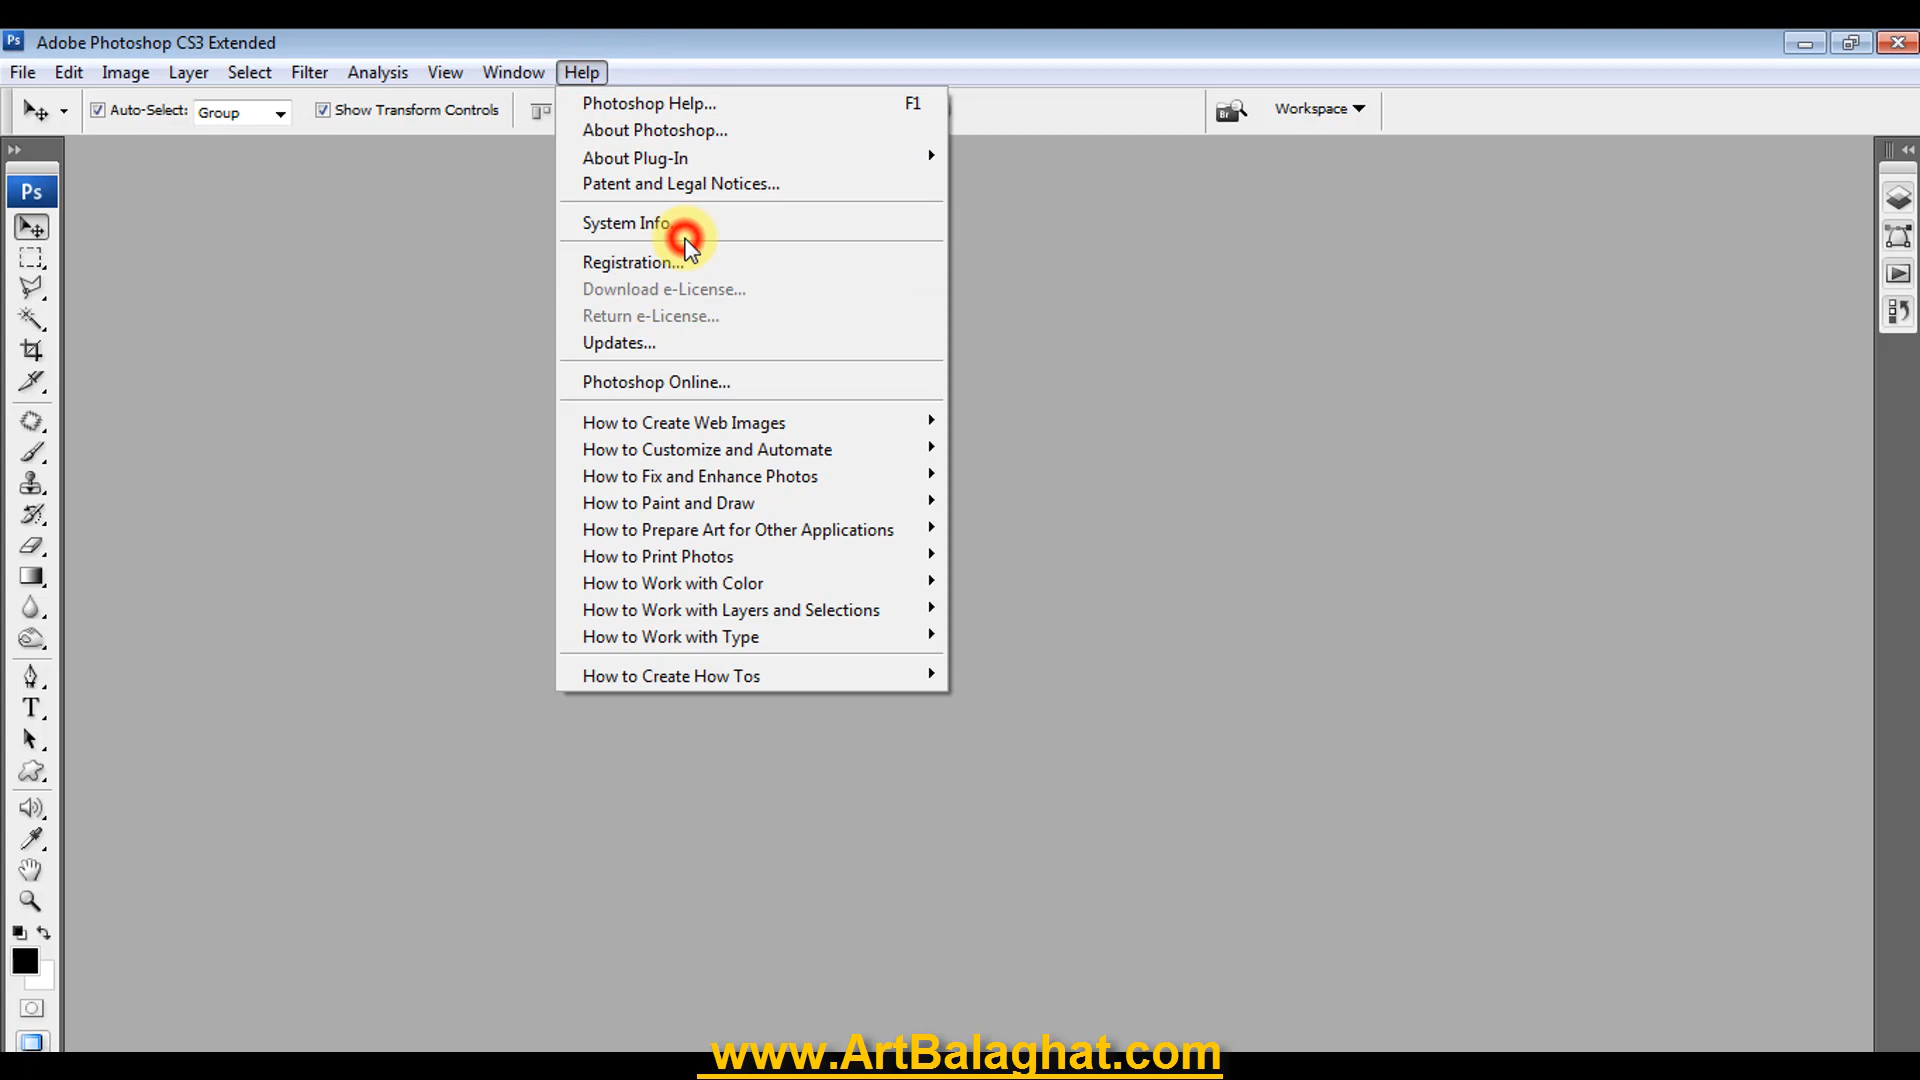 Ps Adobe Photoshop CS3 Extended
File Edit Image Layer Select Filter Analysis View Window Help
Auto-Select: Group Show Transform Controls Br Workspace
Photoshop Help... F1
About Photoshop...
About Plug-In
Patent and Legal Notices...
System Info
Registration...
Download e-License...
Return e-License...
Updates...
Photoshop Online...
How to Create Web Images
How to Customize and Automate
How to Fix and Enhance Photos
How to Paint and Draw
How to Prepare Art for Other Applications
How to Print Photos
How to Work with Color
How to Work with Layers and Selections
How to Work with Type
How to Create How Tos
Ps
T
www.ArtBalaghat.com